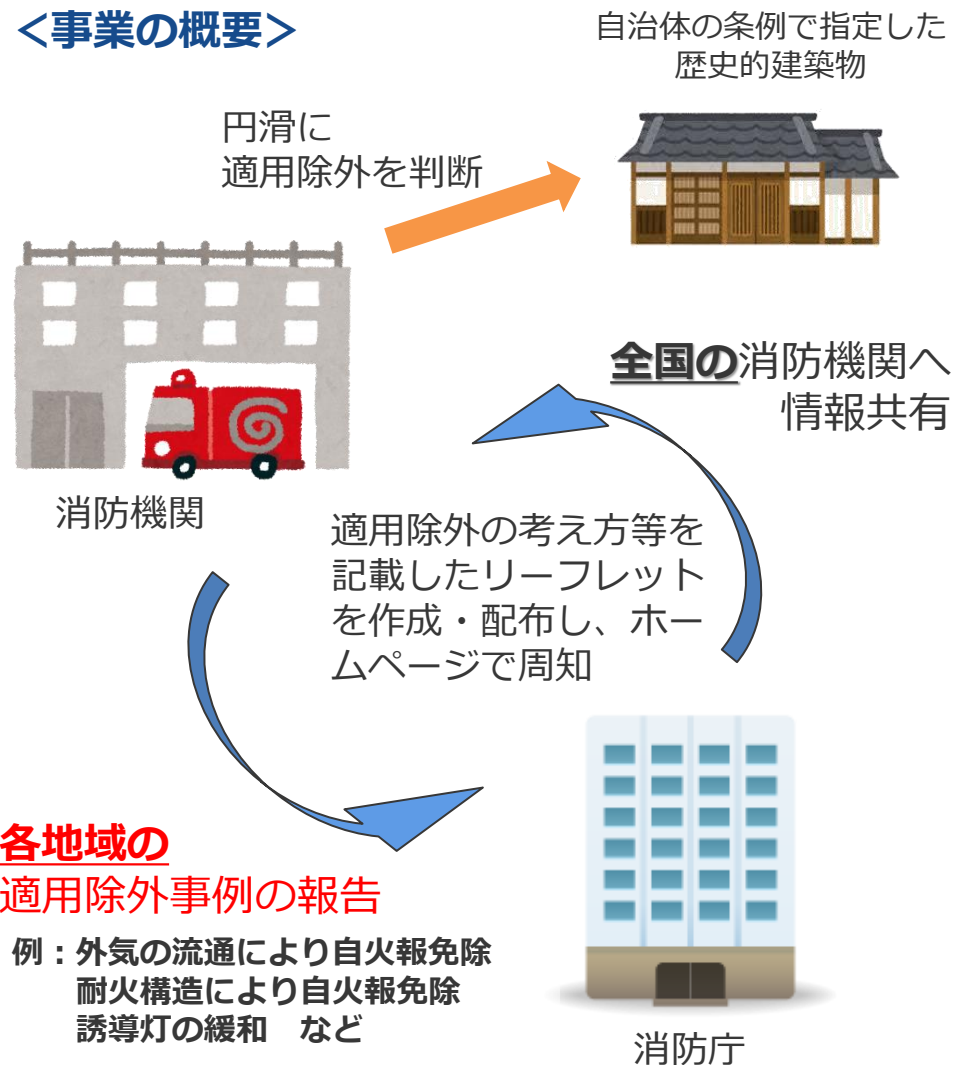 ＜事業の概要＞
自治体の条例で指定した
歴史的建築物
円滑に
適用除外を判断
全国の消防機関へ
情報共有
消防機関
適用除外の考え方等を
記載したリーフレット
を作成・配布し、ホー
ムページで周知
各地域の
適用除外事例の報告
例：外気の流通により自火報免除
耐火構造により自火報免除
誘導灯の緩和　など
消防庁